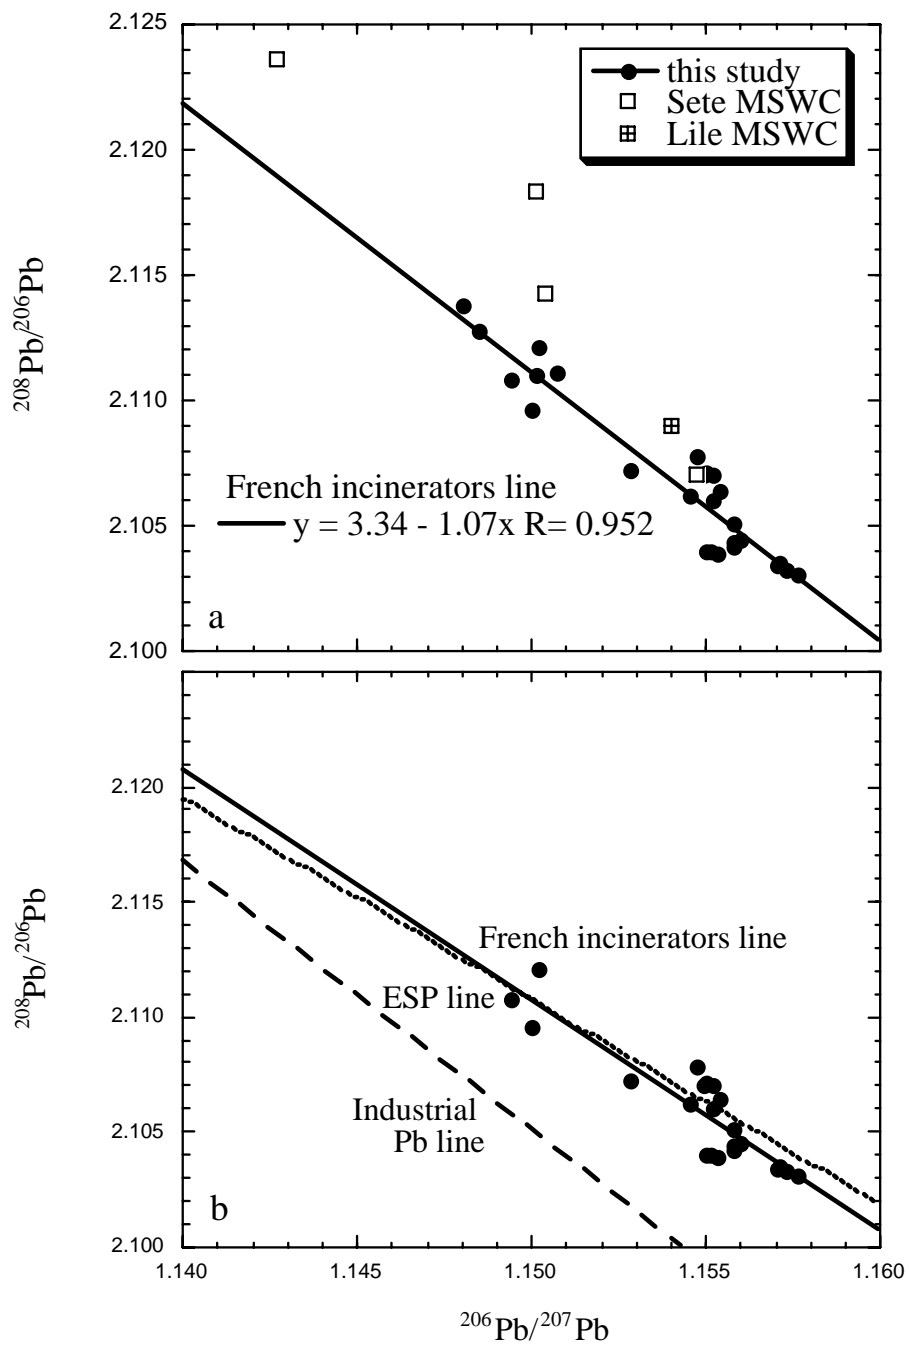 2.125
this study
Sete MSWC
Lile MSWC
2.120
2.115
2.110
2.105
2.100
208Pb/206Pb
French incinerators line
y = 3.34 - 1.07x R= 0.952
a
2.120
2.115
2.110
2.105
2.100
208Pb/206Pb
French incinerators line
ESP line
Industrial
Pb line
b
1.140 1.145 1.150 1.155 1.160
206Pb/207Pb